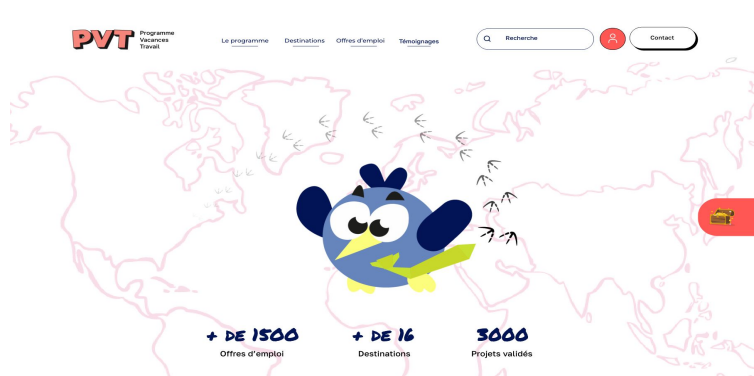 PVT
Programme
Vacances
Travail
Le programme
Destinations
Offres d'emploi
Témoignages
Recherche
Contact
+ DE 1500
Offres d'emploi
+ DE 16
Destinations
3000
Projets validés